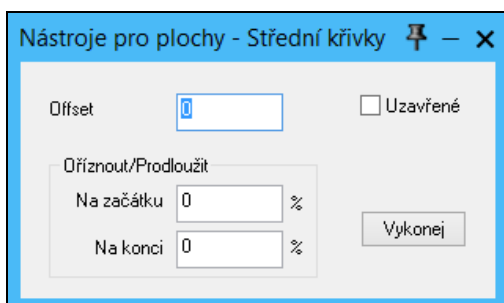 Nástroje pro plochy - Střední křivky
Offset 0 Uzavřené
Oříznout/Prodloužit
Na začátku 0 %
Vykonej
Na konci 0 %